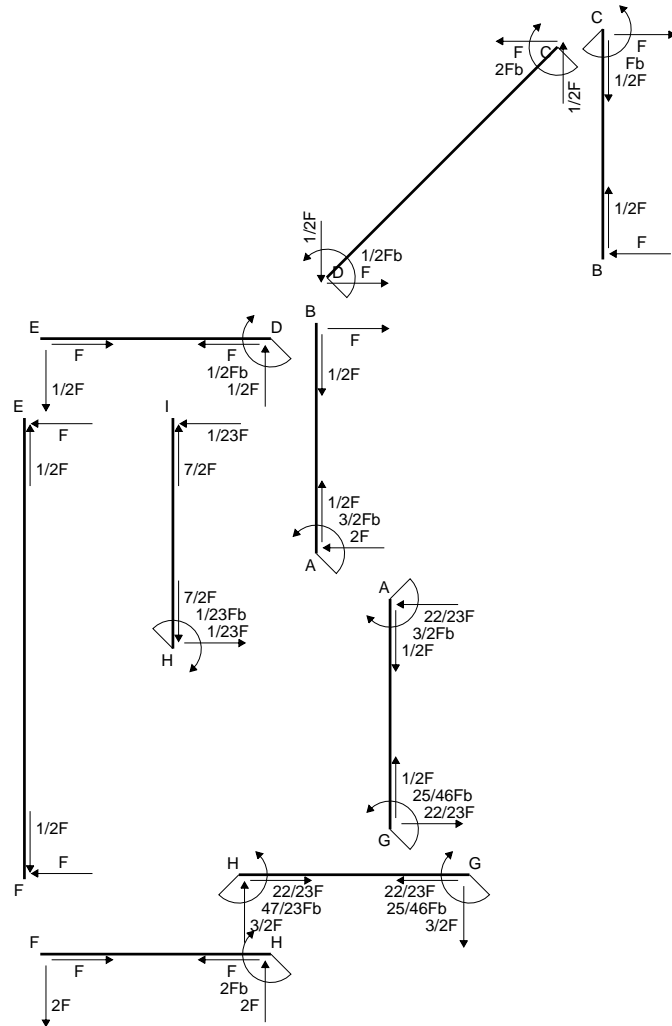 C
F
C
2Fb
1/2F
F
Fb
1/2F
1/2F
F
B
1/2F
1/2Fb
D
F
E
D
F
F
1/2Fb
1/2F
1/2F
B
F
1/2F
E
F
1/2F
I
1/23F
7/2F
1/2F
3/2Fb
2F
A
7/2F
1/23Fb
1/23F
H
A
22/23F
3/2Fb
1/2F
1/2F
25/46Fb
22/23F
G
1/2F
F
F
H
G
22/23F
47/23Fb
3/2F
22/23F
25/46Fb
3/2F
F
H
F
F
2Fb
2F
2F